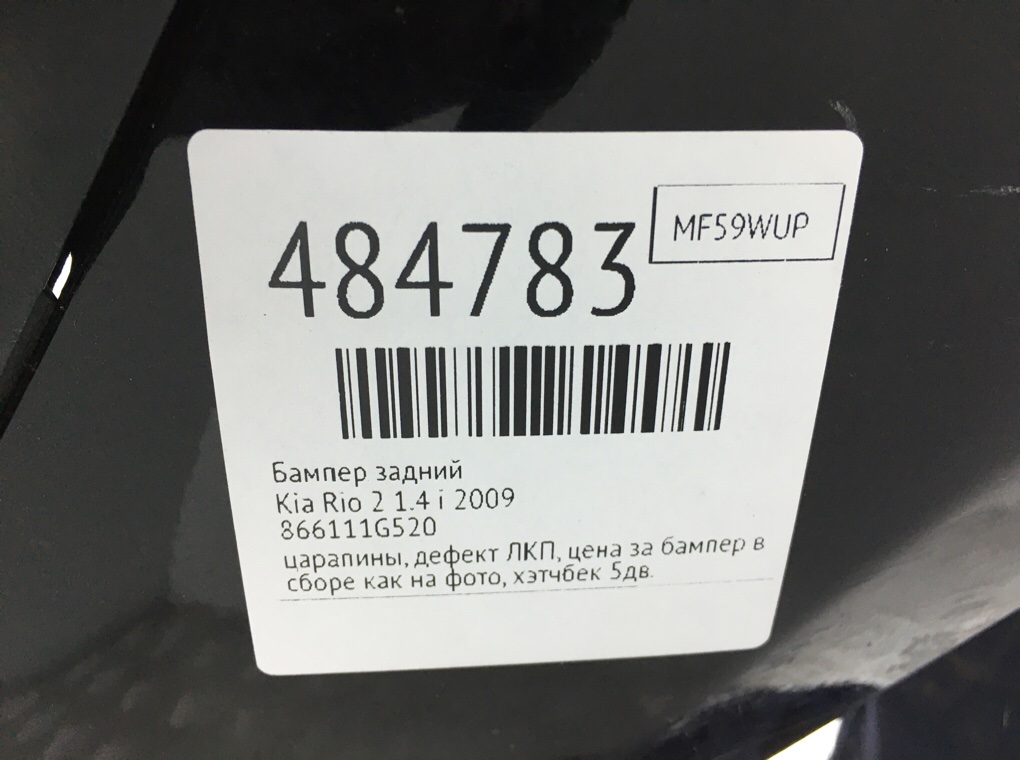 484783
MF59WUP
Бампер задний
Kia Rio 2 1.4 i 2009
866111G520
царапины, дефект ЛКП, цена за бампер в
сборе как на фото, хэтчбек 5дв.